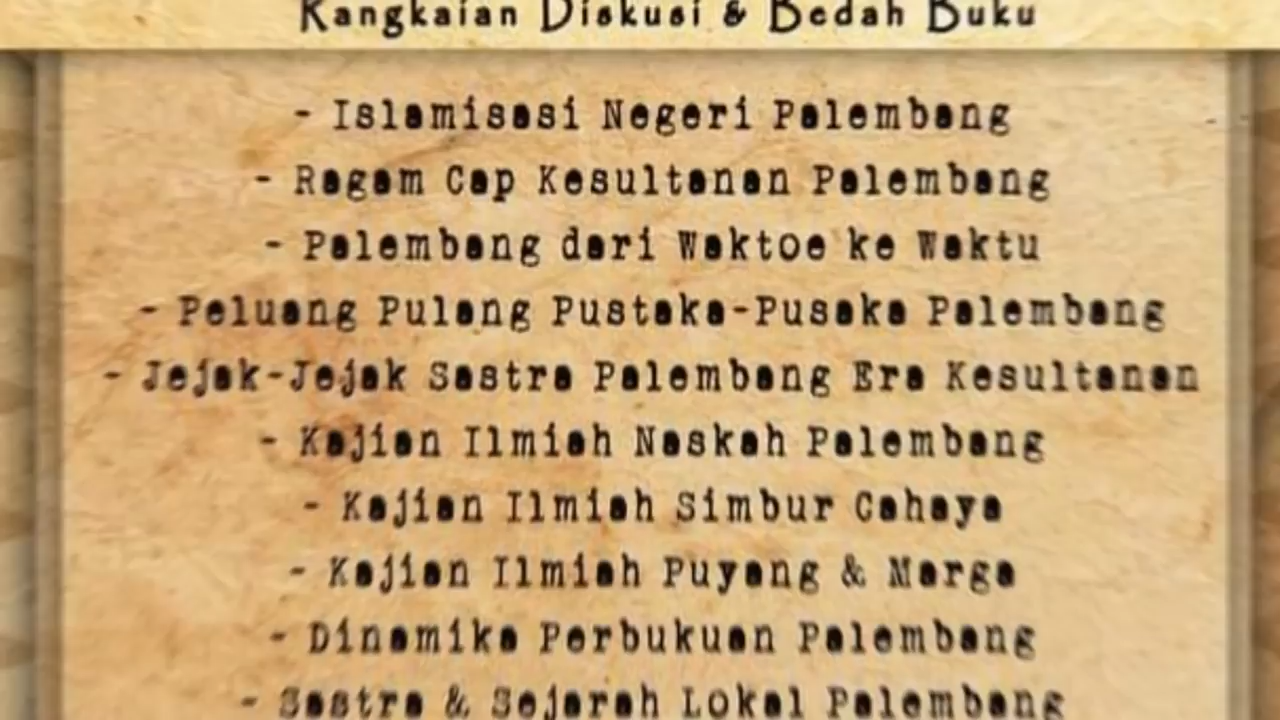 Rangkaian Diskusi & Bedah Buku
- Islamisasi Negeri Palembang
- Ragam Cap Kesultanan Palembang
- Palembang dari Waktoe ke Waktu
- Peluang Pulang Pustaka-Pusaka Palembang
- Jejak-Jejak Sastra Palembang Era Kesultanan
- Kajian Ilmiah Naskah Palembang
- Kajian Ilmiah Simbur Cahaya
- Kajian Ilmiah Puyang & Marga
- Dinamika Perbukuan Palembang
- Sastra & Sejarah Lokal Palembang